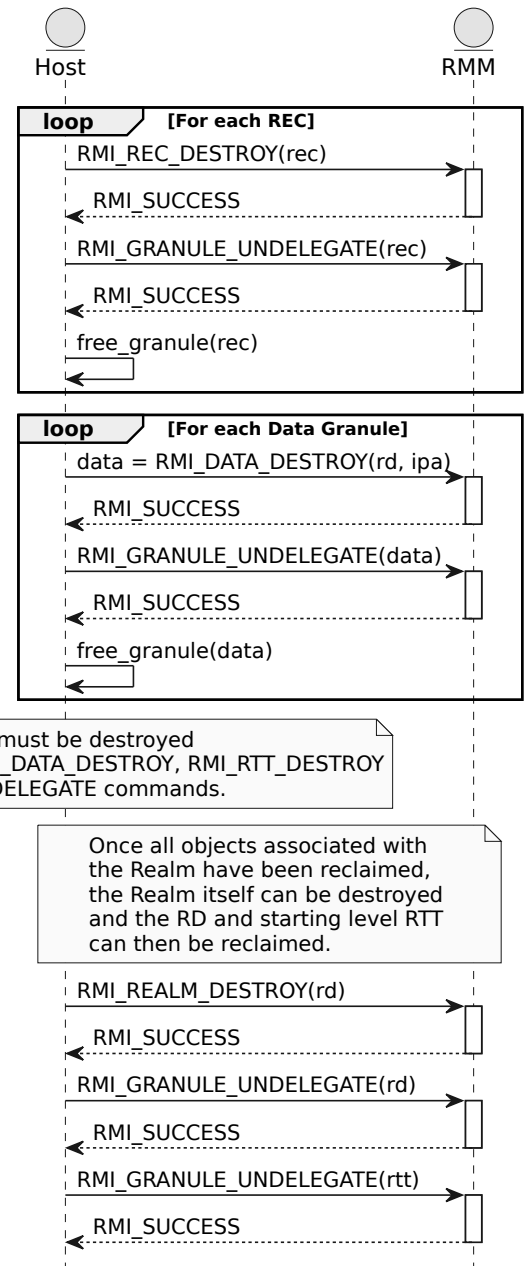 Host
RMM
loop [For each REC]
RMI_REC_DESTROY(rec)
RMI_SUCCESS
RMI_GRANULE_UNDELEGATE(rec)
RMI_SUCCESS
free_granule(rec)
loop [For each Data Granule]
data = RMI_DATA_DESTROY(rd, ipa)
RMI_SUCCESS
RMI_GRANULE_UNDELEGATE(data)
RMI_SUCCESS
free_granule(data)
must be destroyed
_DATA_DESTROY, RMI_RTT_DESTROY
DELEGATE commands.
Once all objects associated with
the Realm have been reclaimed,
the Realm itself can be destroyed
and the RD and starting level RTT
can then be reclaimed.
RMI_REALM_DESTROY(rd)
RMI_SUCCESS
RMI_GRANULE_UNDELEGATE(rd)
RMI_SUCCESS
RMI_GRANULE_UNDELEGATE(rtt)
RMI_SUCCESS